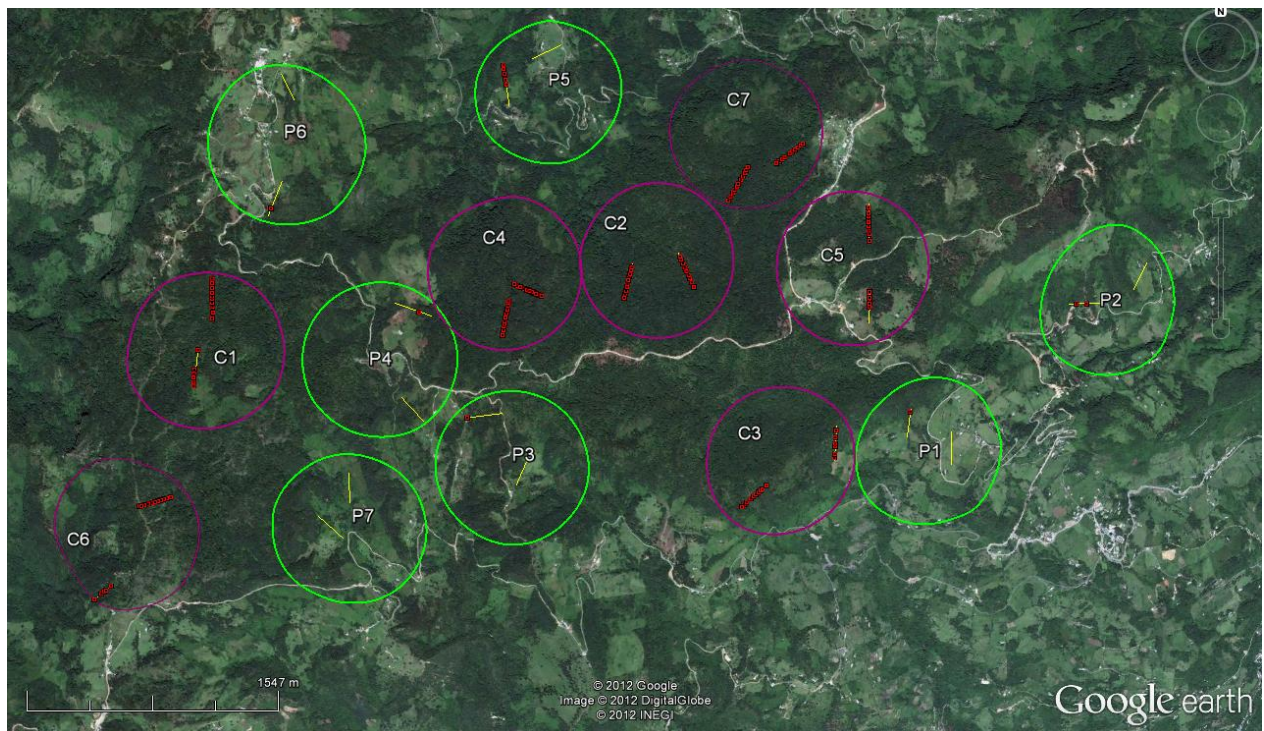 N
P5
C7
P6
C2
C4
C5
P2
C1
P4
C3
P1
P3
P7
C6
1547 m
© 2012 Google
Image © 2012 DigitalGlobe
© 2012 INEGI
Google earth